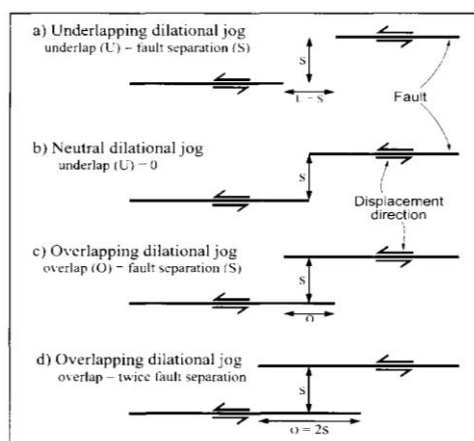 a) Underlapping dilational jog
underlap (U) = fault separation (S)
S
U = S
Fault
b) Neutral dilational jog
underlap (U) = 0
S
Displacement
direction
c) Overlapping dilational jog
overlap (O) = fault separation (S)
S
O
d) Overlapping dilational jog
overlap = twice fault separation
S
O = 2S